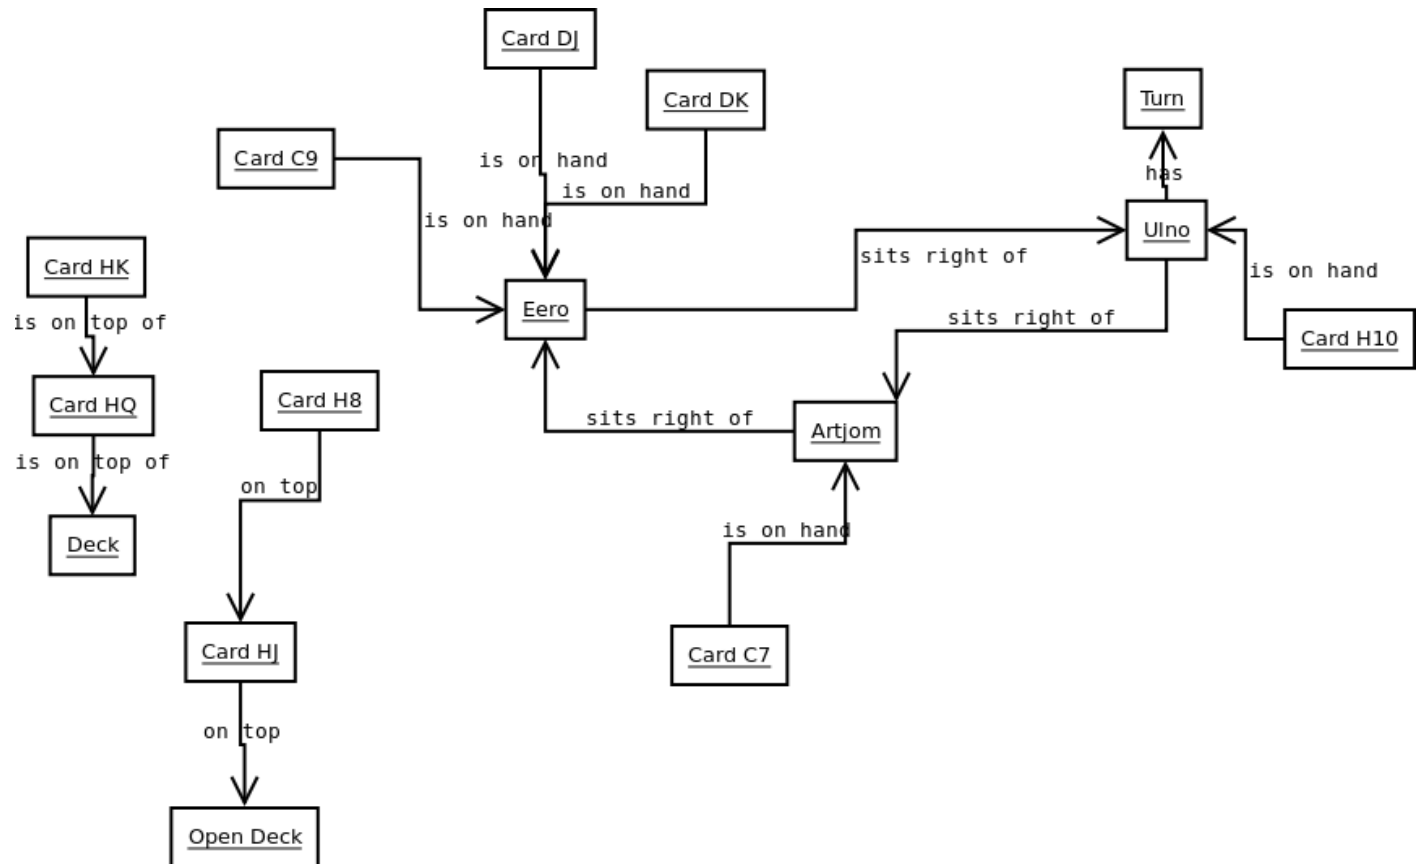 Card DJ
Card DK
Turn
Card C9
is on hand
has
is on hand
is on hand
Ulno
sits right of
Card HK
is on hand
Eero
is on top of
sits right of
Card H10
Card H8
Card HQ
sits right of
Artjom
is on top of
on top
is on hand
Deck
Card HJ
Card C7
on top
Open Deck